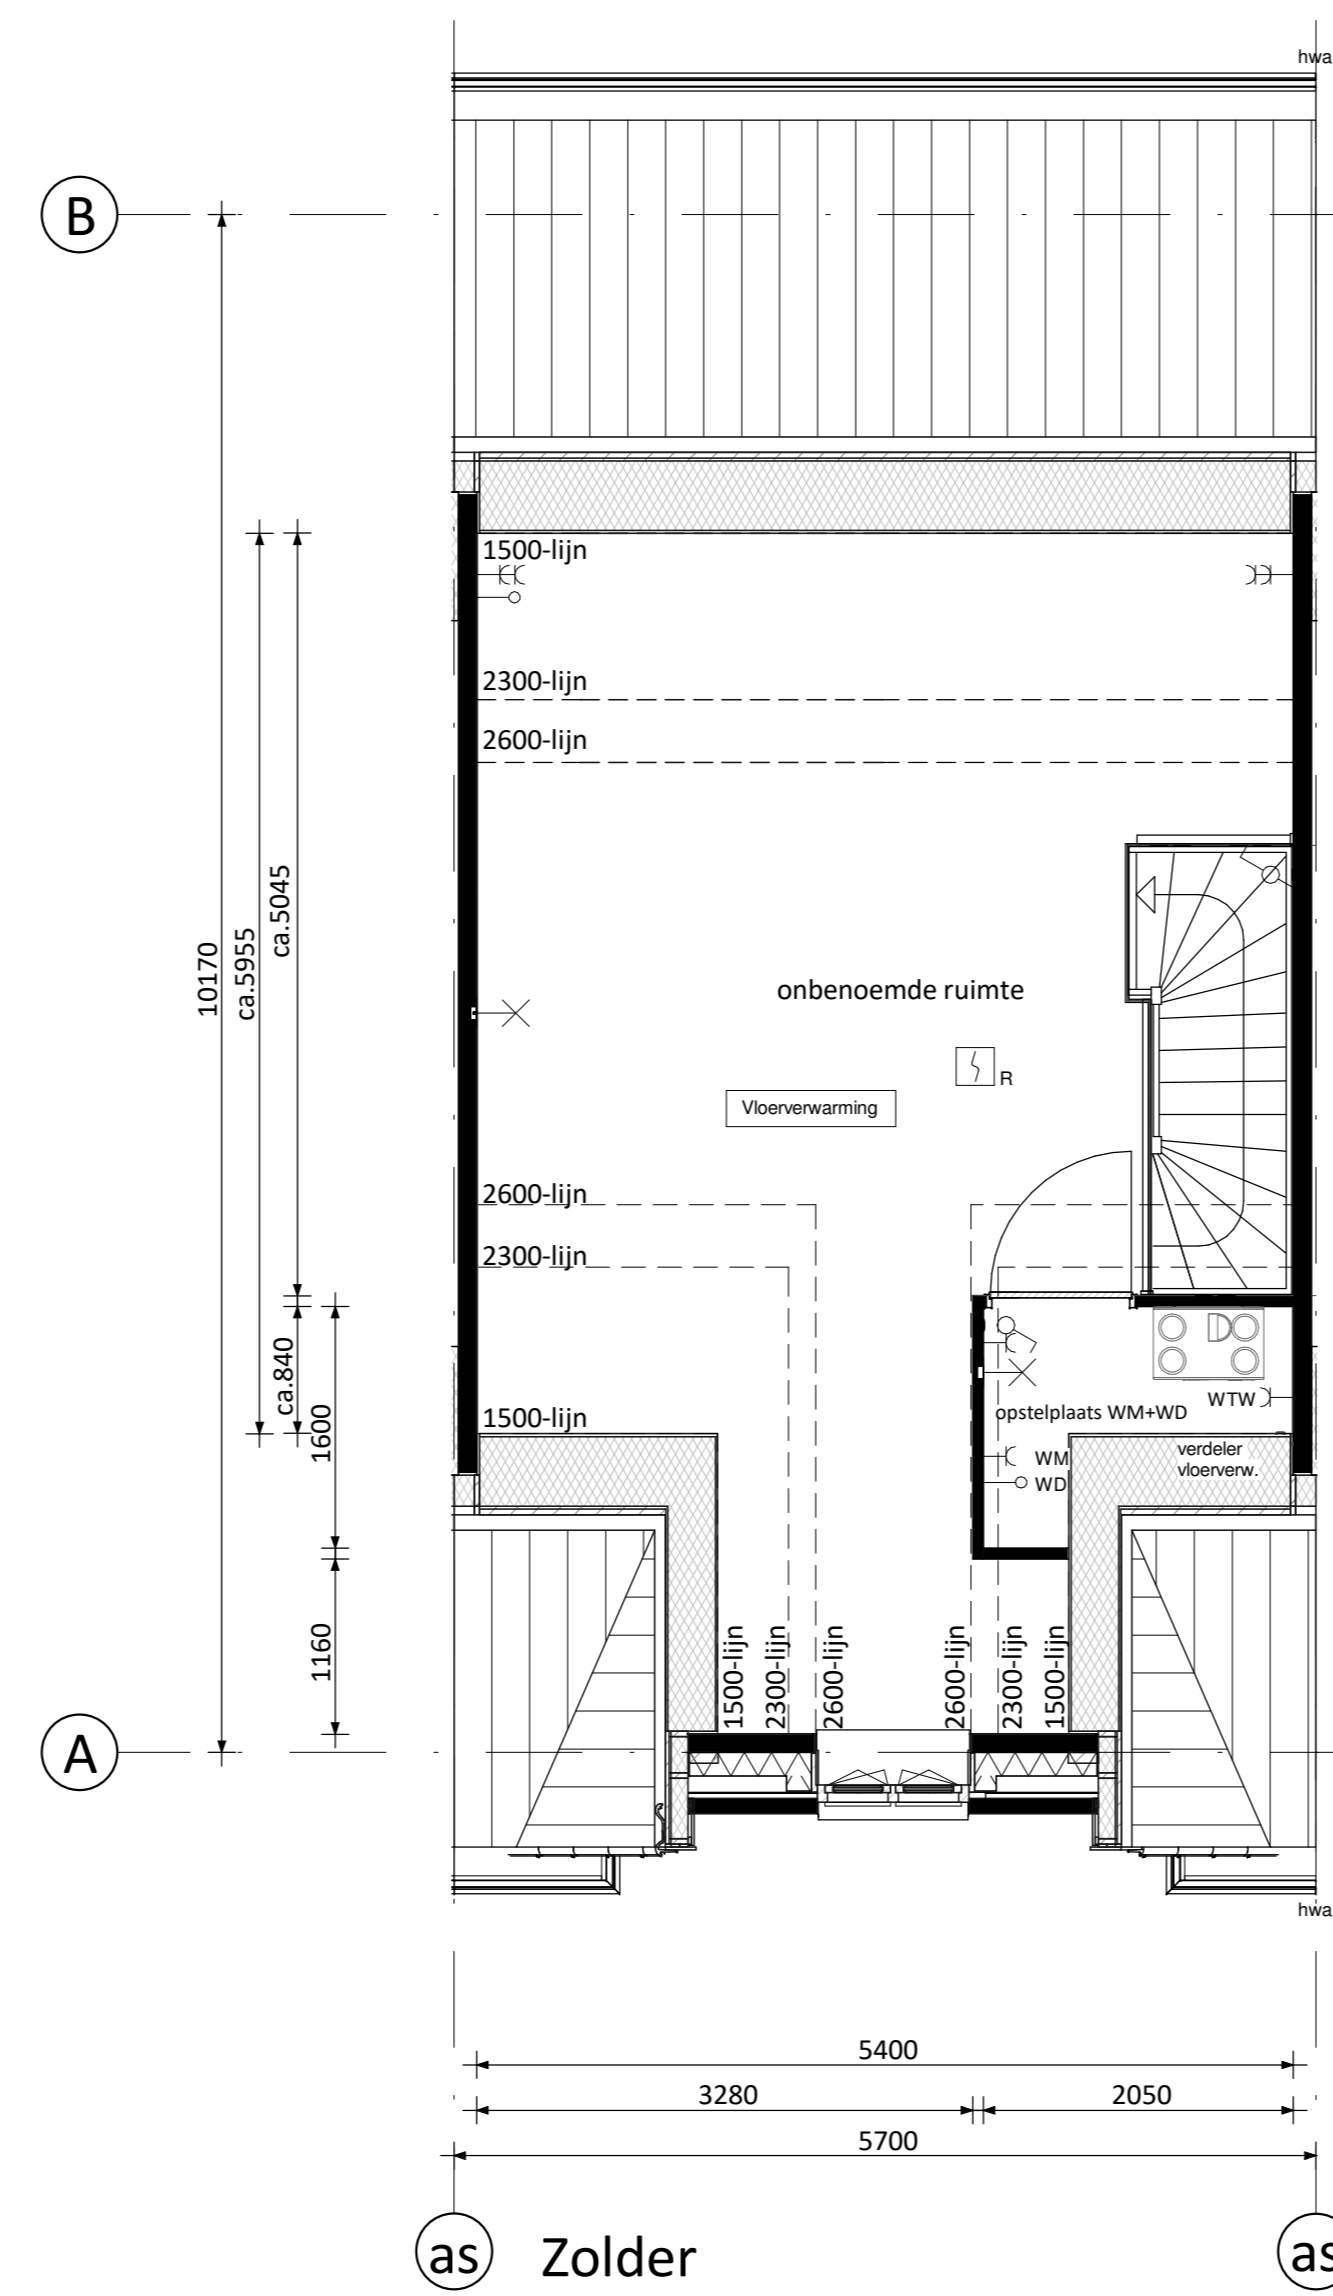 hwa
B
1500-lijn
2300-lijn
2600-lijn
10170
ca.5955
ca.5045
onbenoemde ruimte
R
Vloerverwarming
2600-lijn
2300-lijn
ca.840
1600
1500-lijn
WTW
opstelplaats WM+WD
verdeler
vloerverw.
WM
WD
1160
1500-lijn
2300-lijn
2600-lijn
2600-lijn
2300-lijn
1500-lijn
A
hwa
5400
3280
2050
5700
as
Zolder
as